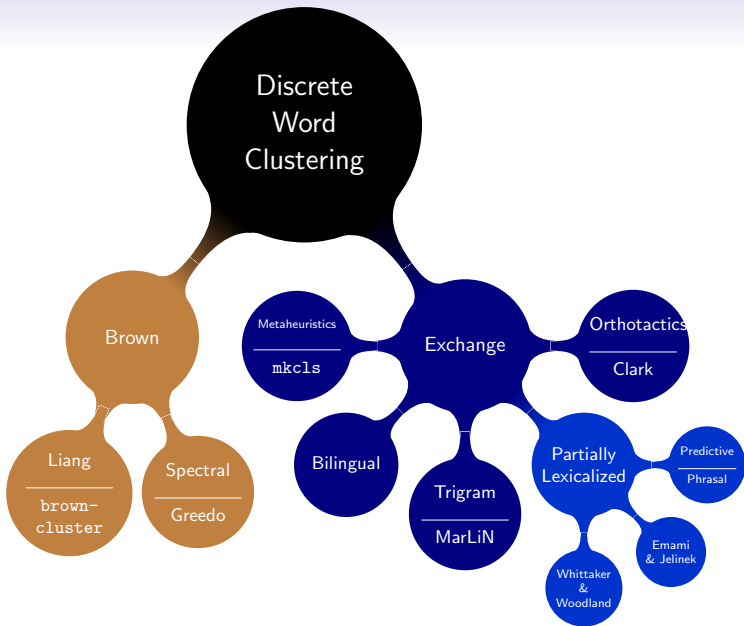 Discrete
Word
Clustering
Brown
Liang
brown-
cluster
Spectral
Greedo
Exchange
Metaheuristics
mkcls
Bilingual
Trigram
MarLiN
Orthotactics
Clark
Partially
Lexicalized
Predictive
Phrasal
Emami
& Jelinek
Whittaker
&
Woodland